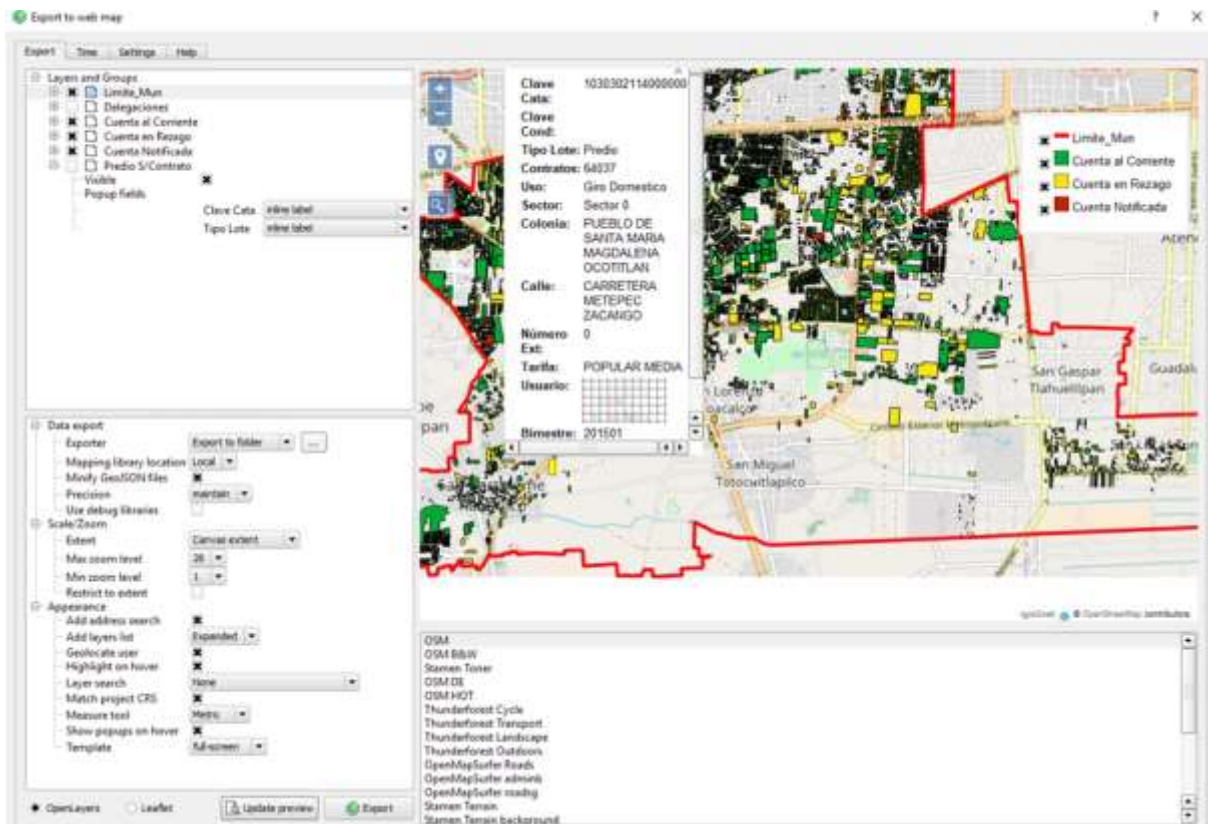 Export to web map
Export Time Settings Help
Layers and Groups
Limite_Mun
Delegaciones
Cuenta al Corriente
Cuenta en Rezago
Cuenta Notificada
Predio S/Contrato
Visible
Popup fields
Clave Cata inline label
Tipo Lote inline label
Data export
Exporter Export to folder ...
Mapping library location Local
Minify GeoJSON files
Precision maintain
Use debug libraries
Scale/Zoom
Extent Canvas extent
Max zoom level 28
Min zoom level 1
Restrict to extent
Appearance
Add address search
Add layers list Expanded
Geolocate user
Highlight on hover
Layer search None
Match project CRS
Measure tool Metric
Show popups on hover
Template full-screen
OpenLayers Leaflet Update preview Export
Clave Cata: 1030302114000000
Clave Cond:
Tipo Lote: Predio
Contratos: 64037
Uso: Giro Domestico
Sector: Sector 0
Colonia: PUEBLO DE
SANTA MARIA
MAGDALENA
OCOTITLAN
Calle: CARRETERA
METEPEC
ZACANGO
Número Ext: 0
Tarifa: POPULAR MEDIA
Usuario:
Bimestre: 201501
Limite_Mun
Cuenta al Corriente
Cuenta en Rezago
Cuenta Notificada
San Gaspar
Tlahuelilpan
San Miguel
Totocuitlapilco
© OpenStreetMap contributors
OSM
OSM B&W
Stamen Toner
OSM DE
OSM HOT
Thunderforest Cycle
Thunderforest Transport
Thunderforest Landscape
Thunderforest Outdoors
OpenMapSurfer Roads
OpenMapSurfer adminb
OpenMapSurfer roadsg
Stamen Terrain
Stamen Terrain background